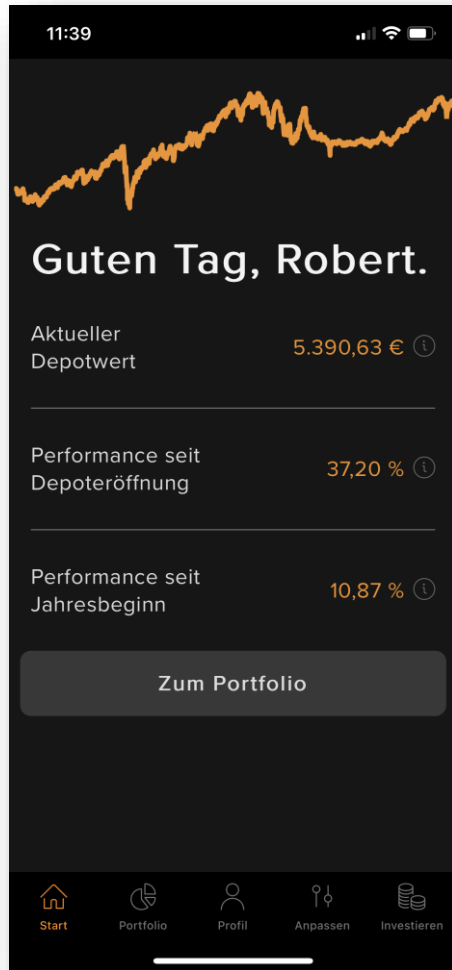 11:39
Guten Tag, Robert.
Aktueller
Depotwert
5.390,63 €
Performance seit
Depoteröffnung
37,20 %
Performance seit
Jahresbeginn
10,87 %
Zum Portfolio
Start
Portfolio
Profil
Anpassen
Investieren